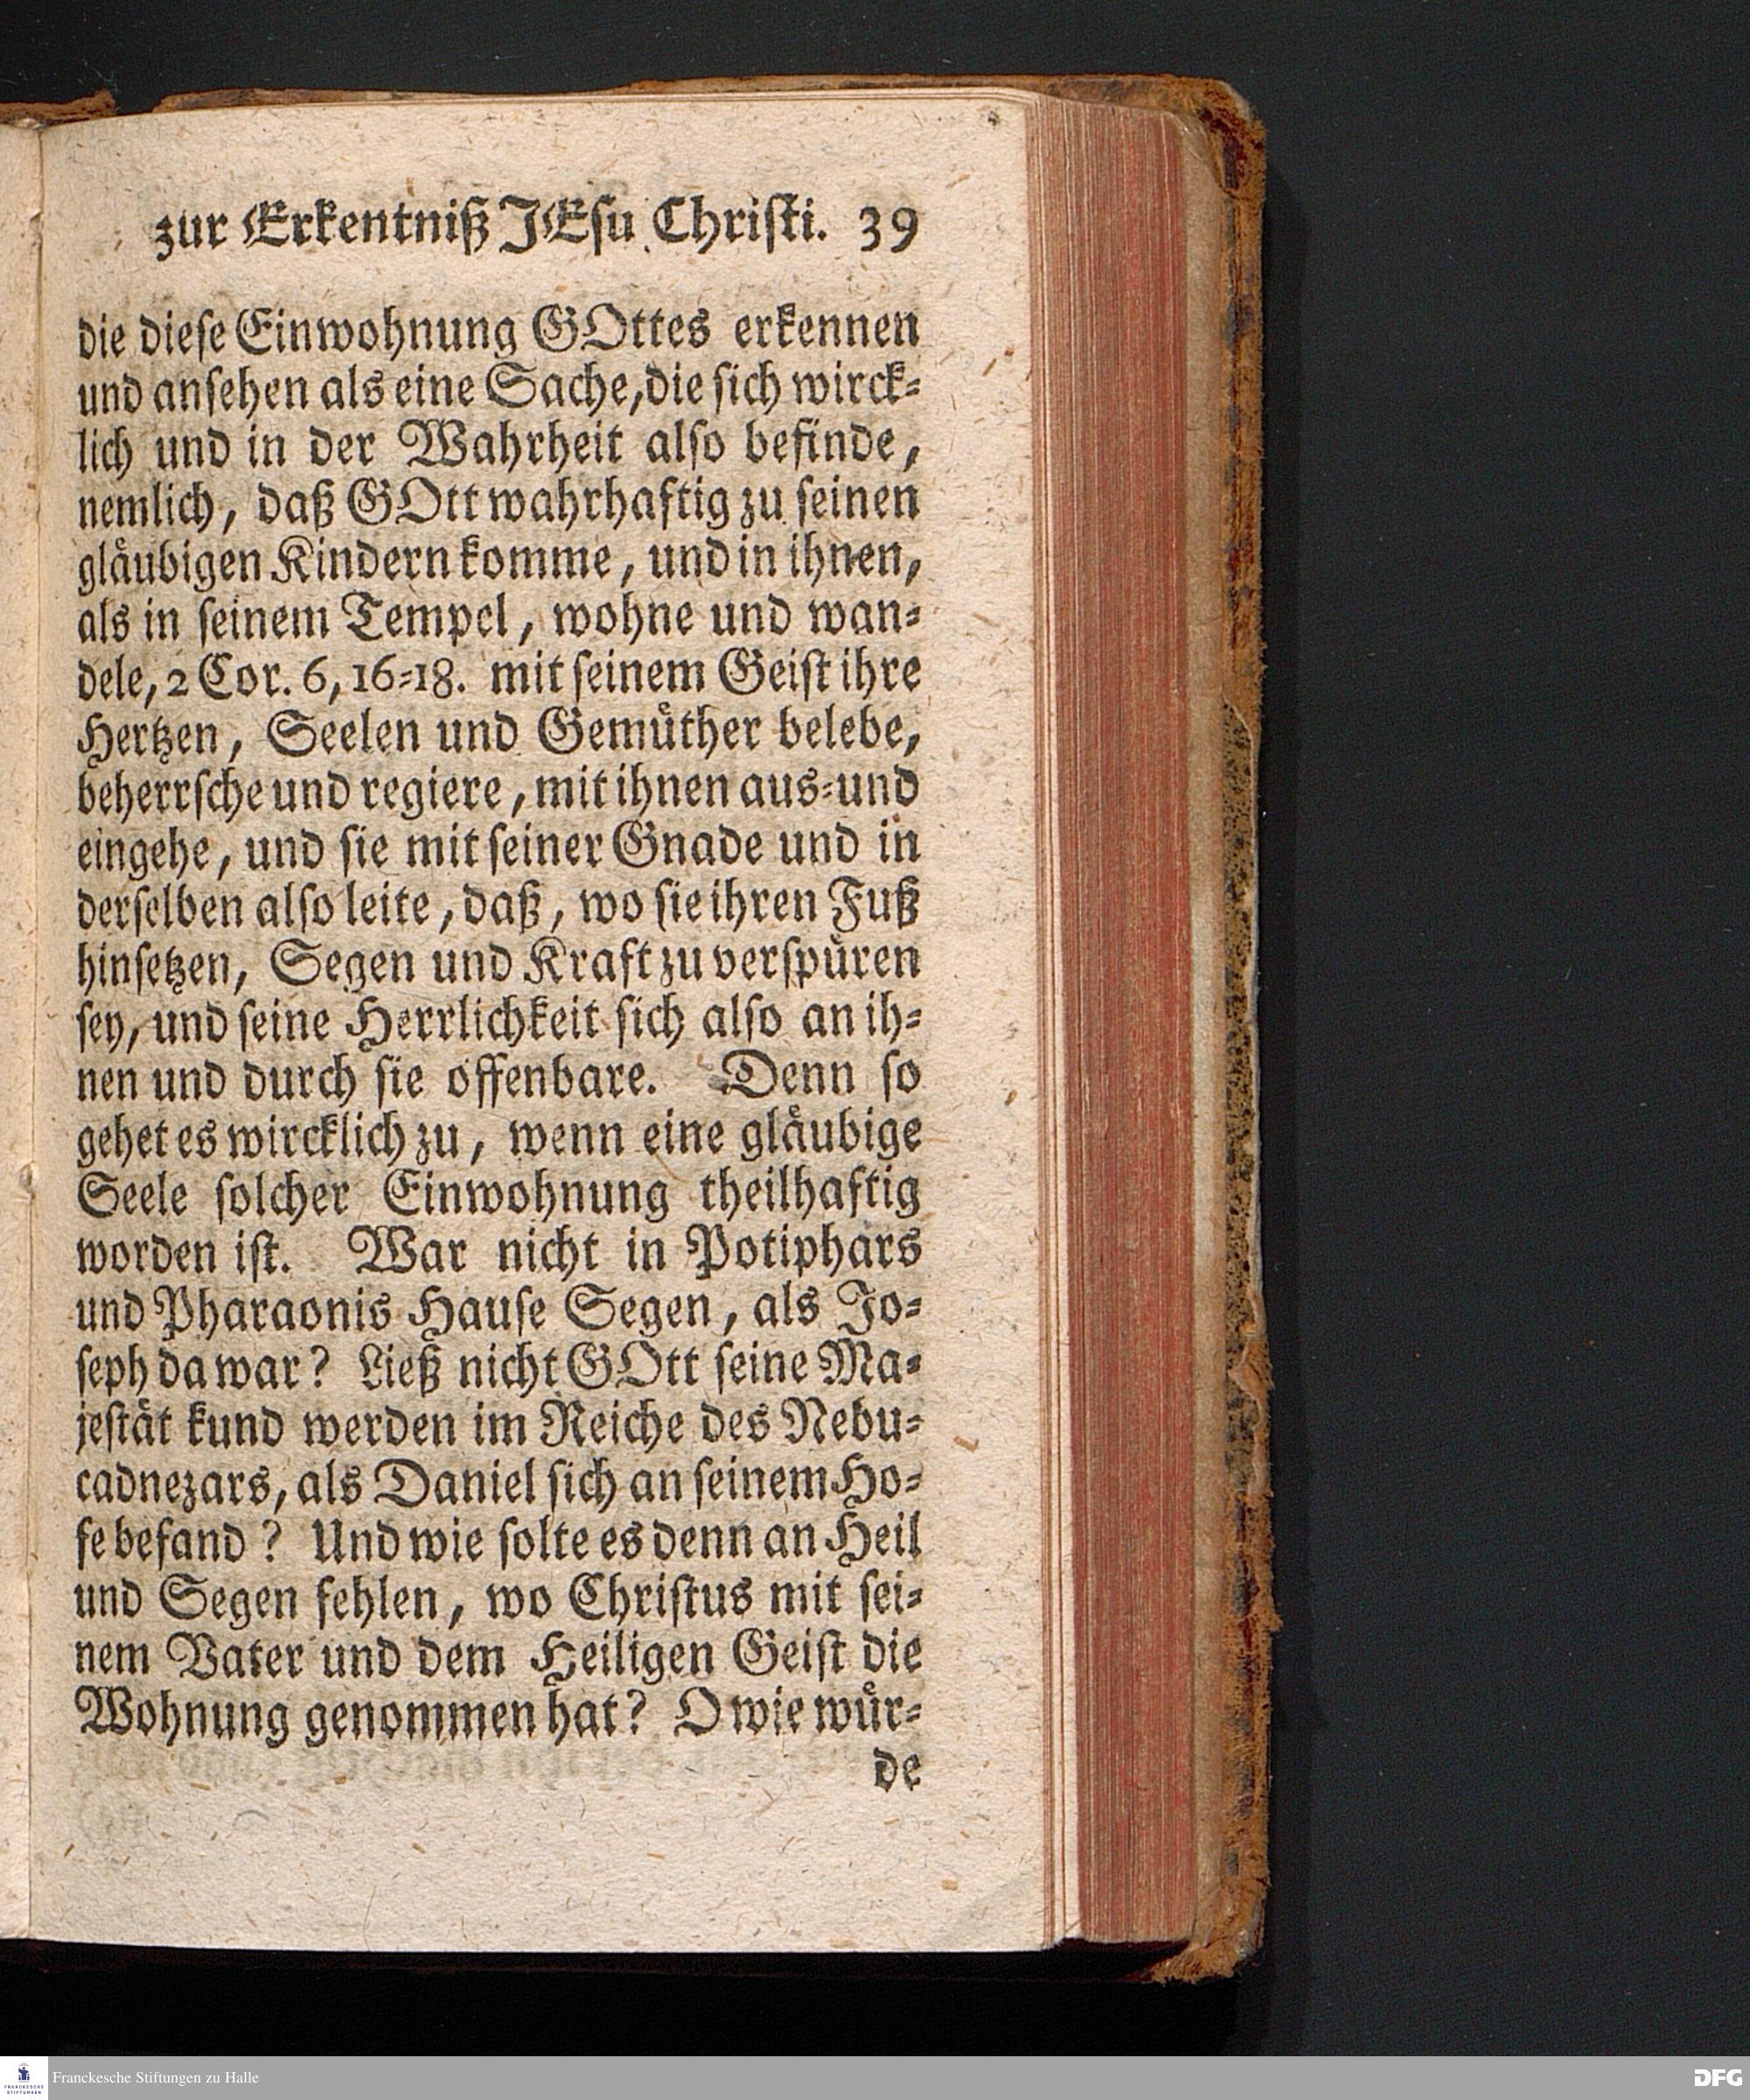 zur Erkentniß JEsu Christi. 39
die diese Einwohnung GOttes erkennen
und ansehen als eine Sache, die sich wirck-
lich und in der Wahrheit also befinde,
nemlich, daß GOtt wahrhaftig zu seinen
gläubigen Kindern komme, und in ihnen,
als in seinem Tempel, wohne und wan-
dele, 2 Cor. 6, 16-18. mit seinem Geist ihre
Hertzen, Seelen und Gemüther belebe,
beherrsche und regiere, mit ihnen aus-und
eingehe, und sie mit seiner Gnade und in
derselben also leite, daß, wo sie ihren Fuß
hinsetzen, Segen und Kraft zu verspüren
sey, und seine Herrlichkeit sich also an ih-
nen und durch sie offenbare. Denn so
gehet es wircklich zu, wenn eine gläubige
Seele solcher Einwohnung theilhaftig
worden ist. War nicht in Potiphars
und Pharaonis Hause Segen, als Jo-
seph da war? Ließ nicht GOtt seine Ma-
jestät kund werden im Reiche des Nebu-
cadnezars, als Daniel sich an seinem Ho-
fe befand? Und wie solte es denn an Heil
und Segen fehlen, wo Christus mit sei-
nem Vater und dem Heiligen Geist die
Wohnung genommen hat? O wie wür-
de
Franckesche Stiftungen zu Halle
FRANCKESCHE
STIFTUNGEN
DFG